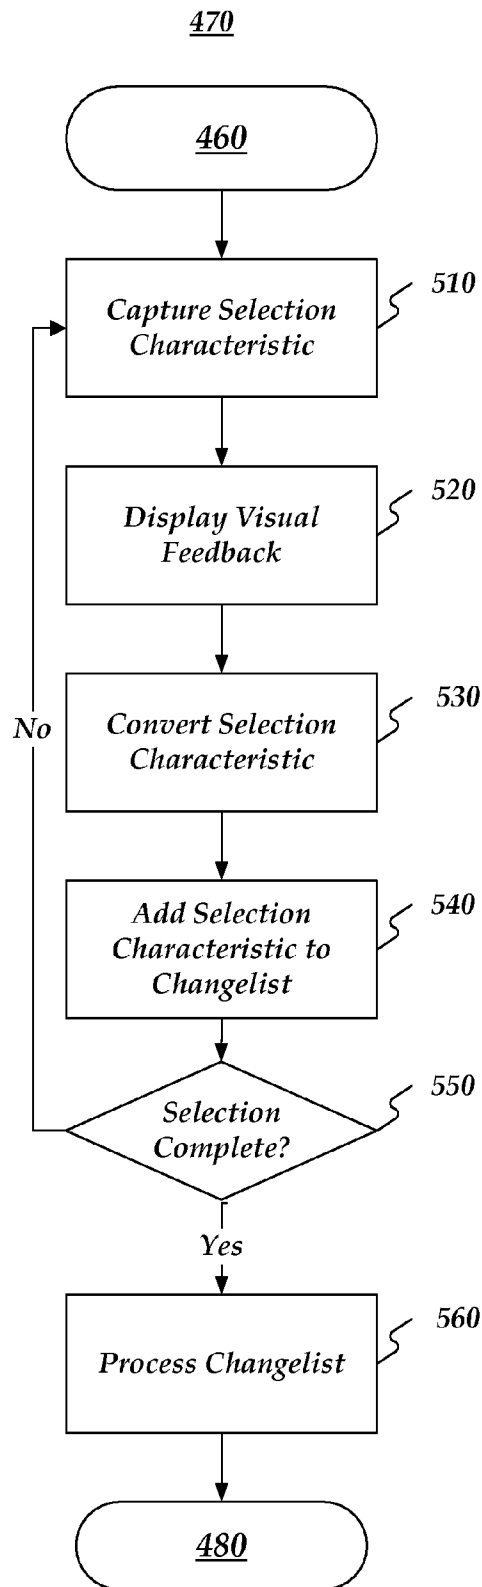 470
460
510
Capture Selection
Characteristic
520
Display Visual
Feedback
530
Convert Selection
Characteristic
No
540
Add Selection
Characteristic to
Changelist
550
Selection
Complete?
Yes
560
Process Changelist
480